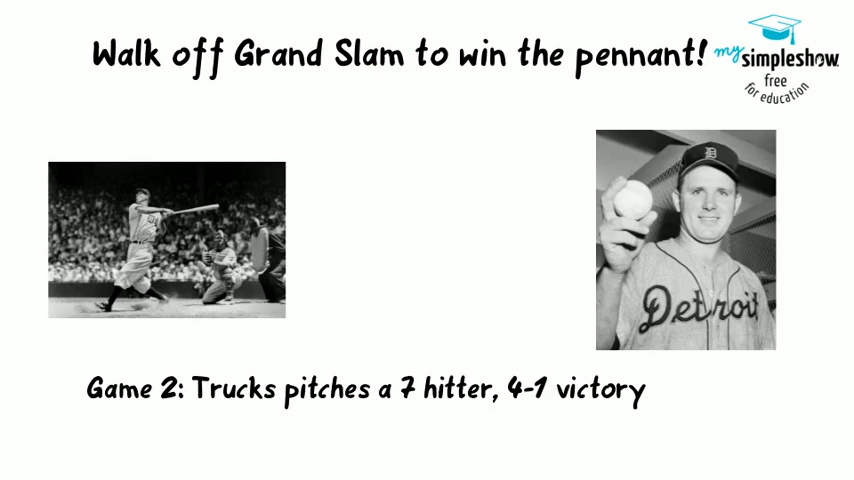 Walk off Grand Slam to win the pennant!
my
simpleshow
free
for education
D
Detroit
Game 2: Trucks pitches a 7 hitter, 4-1 victory